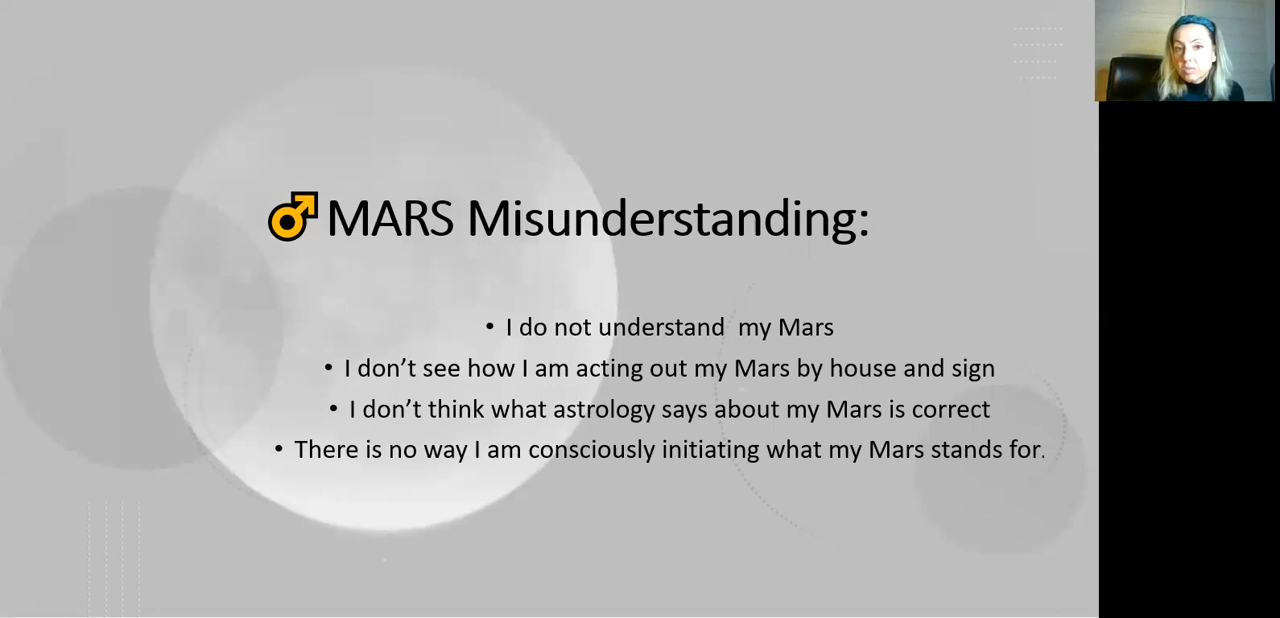 MARS Misunderstanding:
• I do not understand  my Mars
• I don’t see how I am acting out my Mars by house and sign
• I don’t think what astrology says about my Mars is correct
• There is no way I am consciously initiating what my Mars stands for.